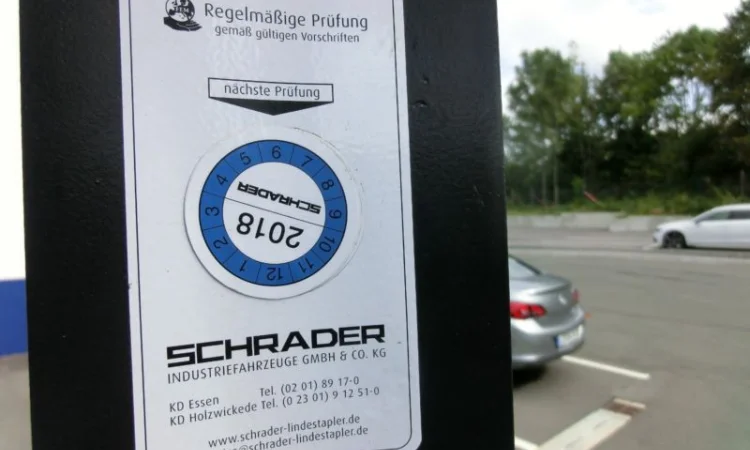 Regelmäßige Prüfung
gemäß gültigen Vorschriften
nächste Prüfung
1 2 3 4 5 6 7 8 9 10 11 12
SCHRADER
2018
SCHRADER
INDUSTRIEFAHRZEUGE GMBH & CO. KG
KD Essen Tel. (02 01) 89 17-0
KD Holzwickede Tel. (0 23 01) 9 12 51-0
www.schrader-lindestapler.de
@schrader-lindestapler.de